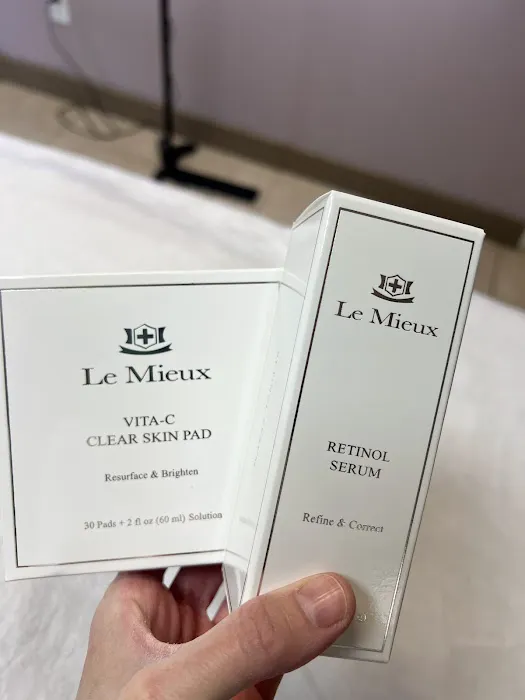 Le Mieux
VITA-C
CLEAR SKIN PAD
Resurface & Brighten
30 Pads + 2 fl oz (60 ml) Solution
Le Mieux
RETINOL
SERUM
Refine & Correct